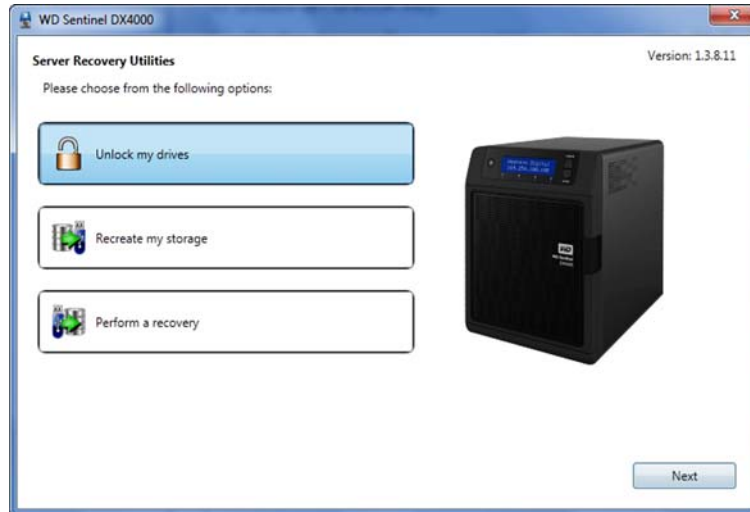 WD Sentinel DX4000
Server Recovery Utilities
Version: 1.3.8.11
Please choose from the following options:
Unlock my drives
Recreate my storage
Perform a recovery
WD
Next